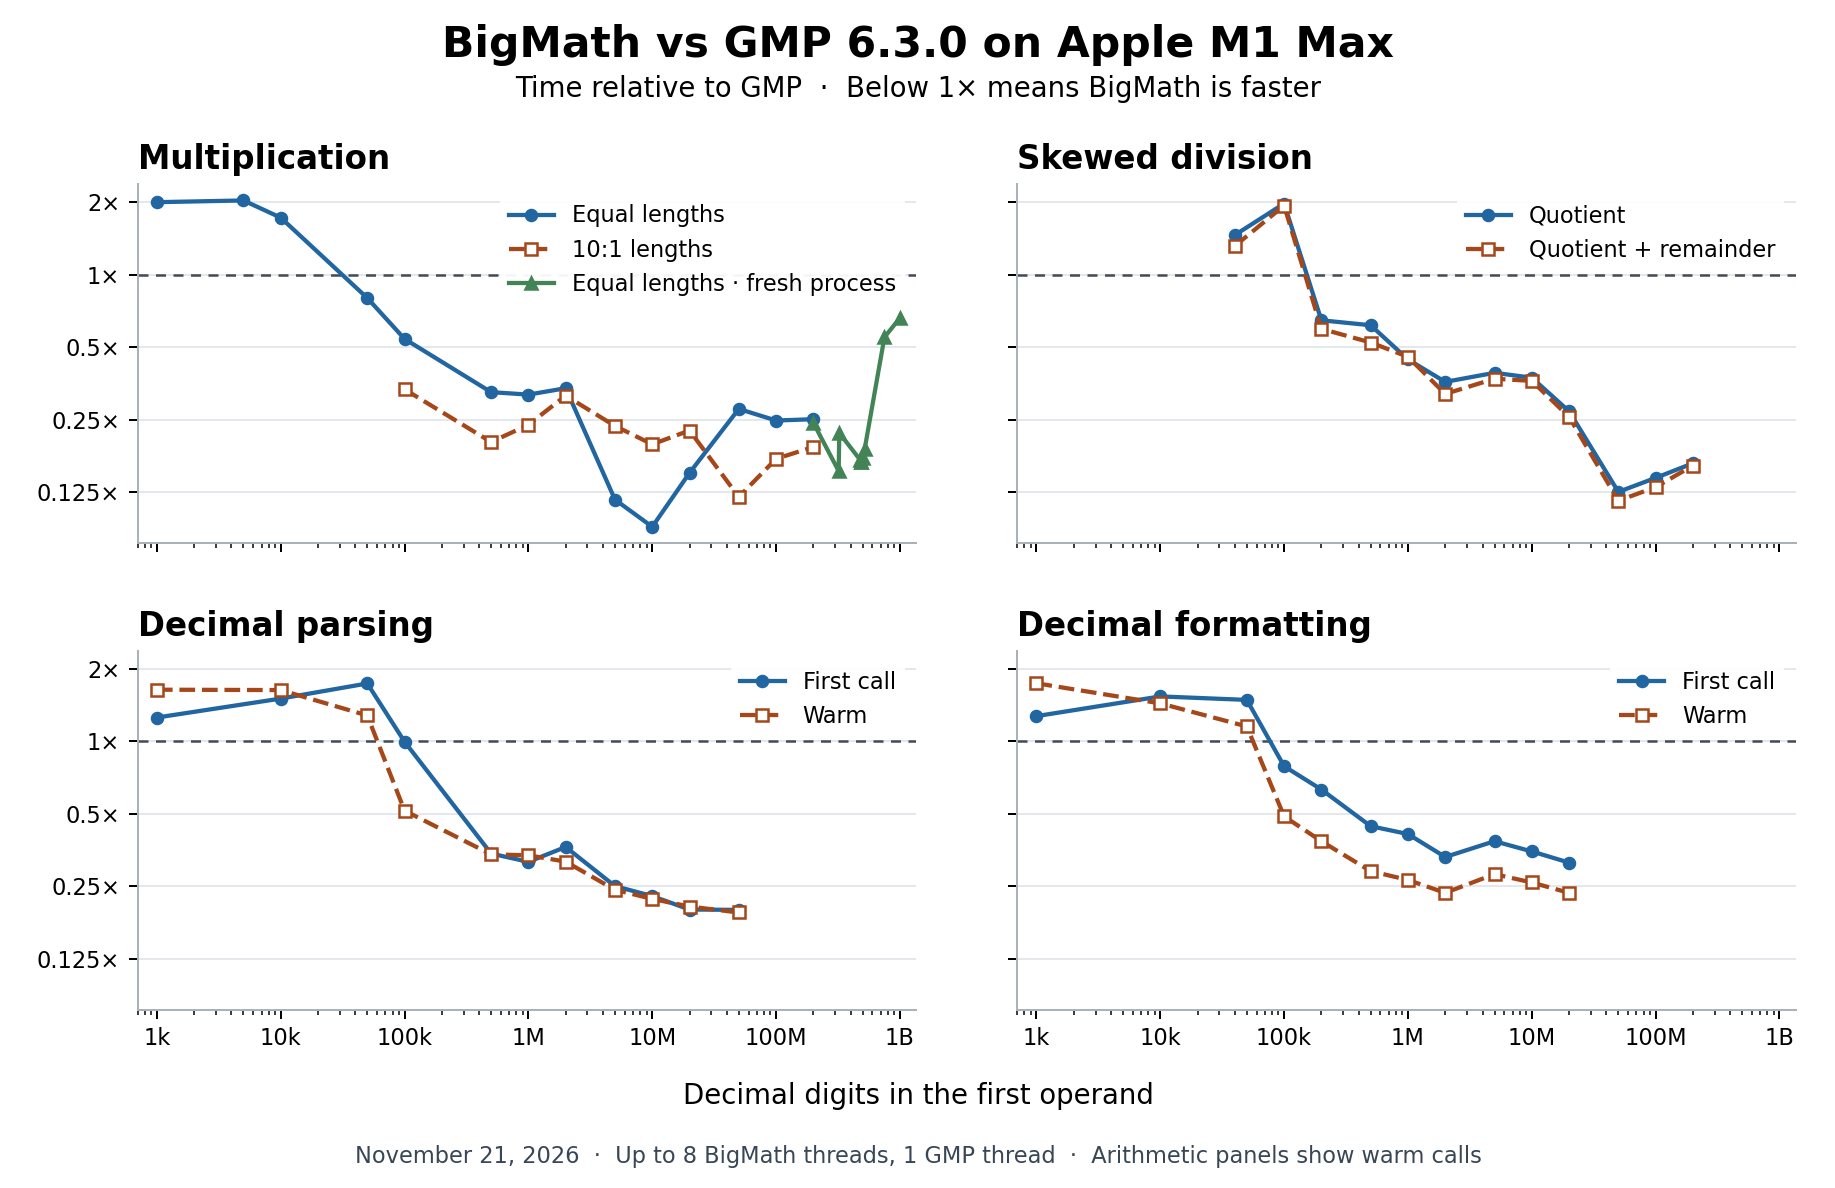 BigMath vs GMP 6.3.0 on Apple M1 Max
Time relative to GMP · Below 1× means BigMath is faster
Multiplication
2×
1×
0.5×
0.25×
0.125×
Equal lengths
10:1 lengths
Equal lengths · fresh process
Skewed division
Quotient
Quotient + remainder
Decimal parsing
2×
1×
0.5×
0.25×
0.125×
First call
Warm
1k 10k 100k 1M 10M 100M 1B
Decimal formatting
First call
Warm
1k 10k 100k 1M 10M 100M 1B
Decimal digits in the first operand
November 21, 2026 · Up to 8 BigMath threads, 1 GMP thread · Arithmetic panels show warm calls